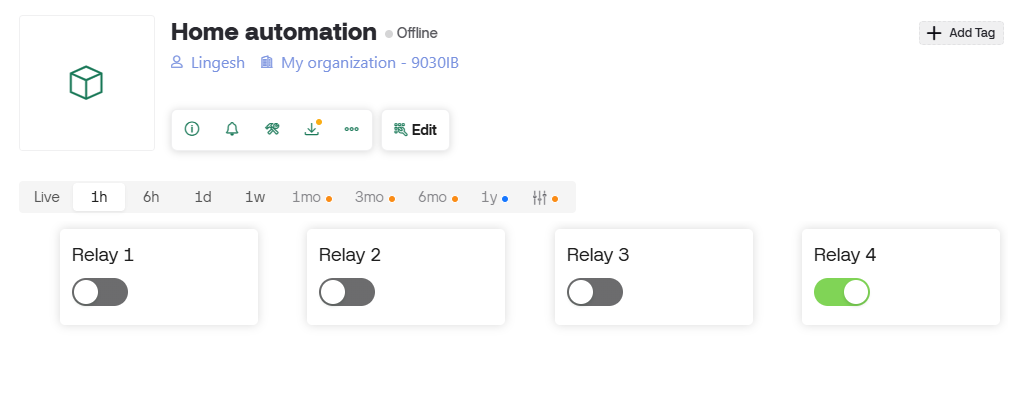 Home automation Offline
Add Tag
Lingesh My organization - 9030IB
Edit
Live 1h 6h 1d 1w 1mo 3mo 6mo 1y
Relay 1 Relay 2 Relay 3 Relay 4